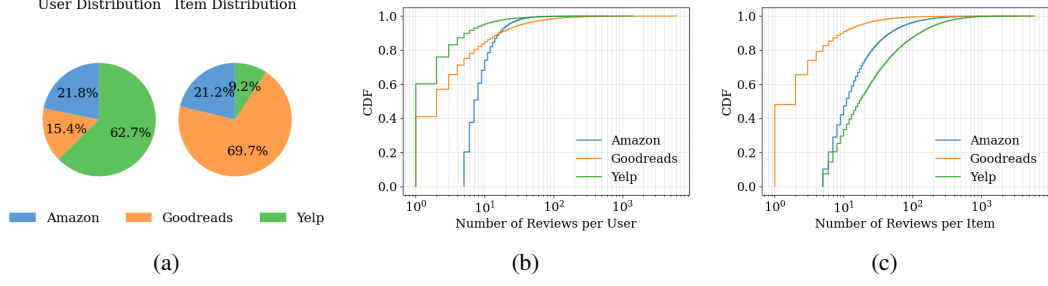 User Distribution
Item Distribution
21.8%
15.4%
62.7%
21.2%
9.2%
69.7%
Amazon
Goodreads
Yelp
(a)
CDF
1.0
0.8
0.6
0.4
0.2
0.0
Amazon
Goodreads
Yelp
10^0
10^1
10^2
10^3
Number of Reviews per User
(b)
CDF
1.0
0.8
0.6
0.4
0.2
0.0
Amazon
Goodreads
Yelp
10^0
10^1
10^2
10^3
Number of Reviews per Item
(c)